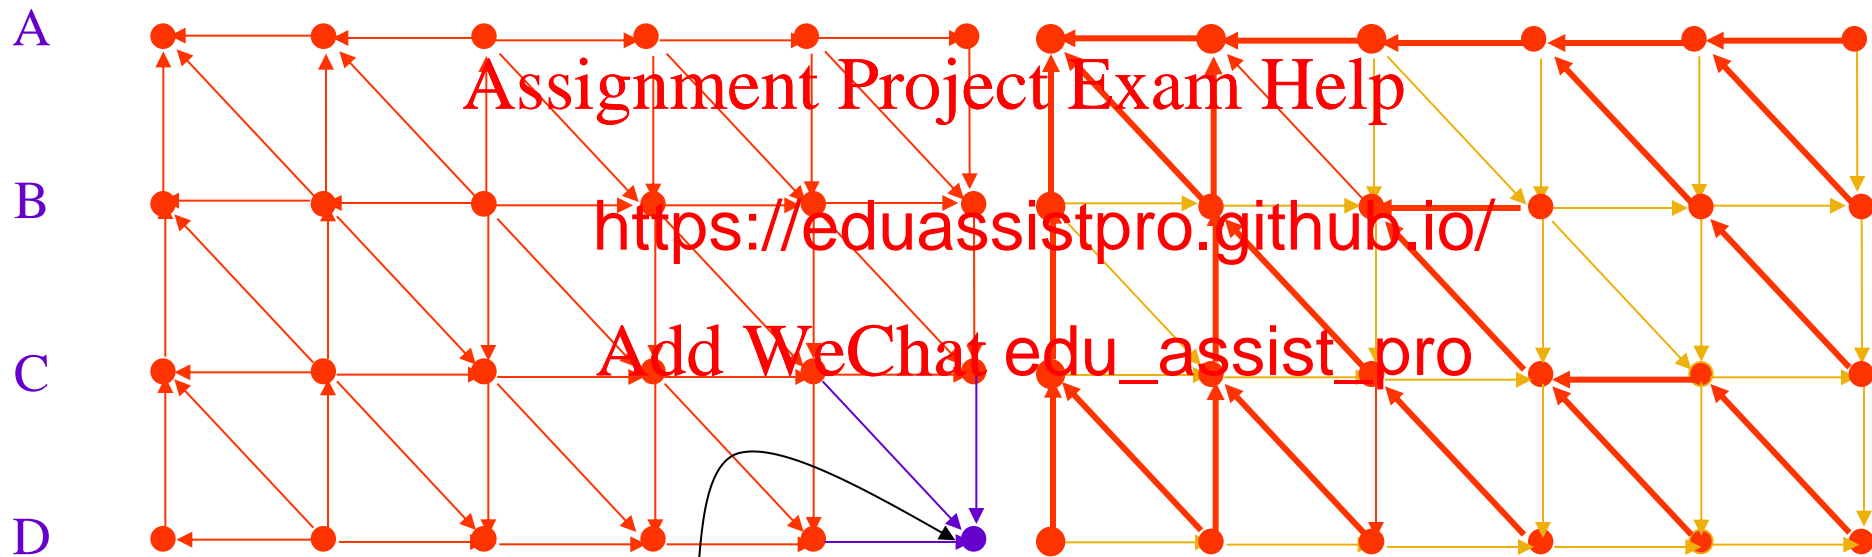 A
Assignment Project Exam Help
B
https://eduassistpro.github.io/
C
Add WeChat edu_assist_pro
D